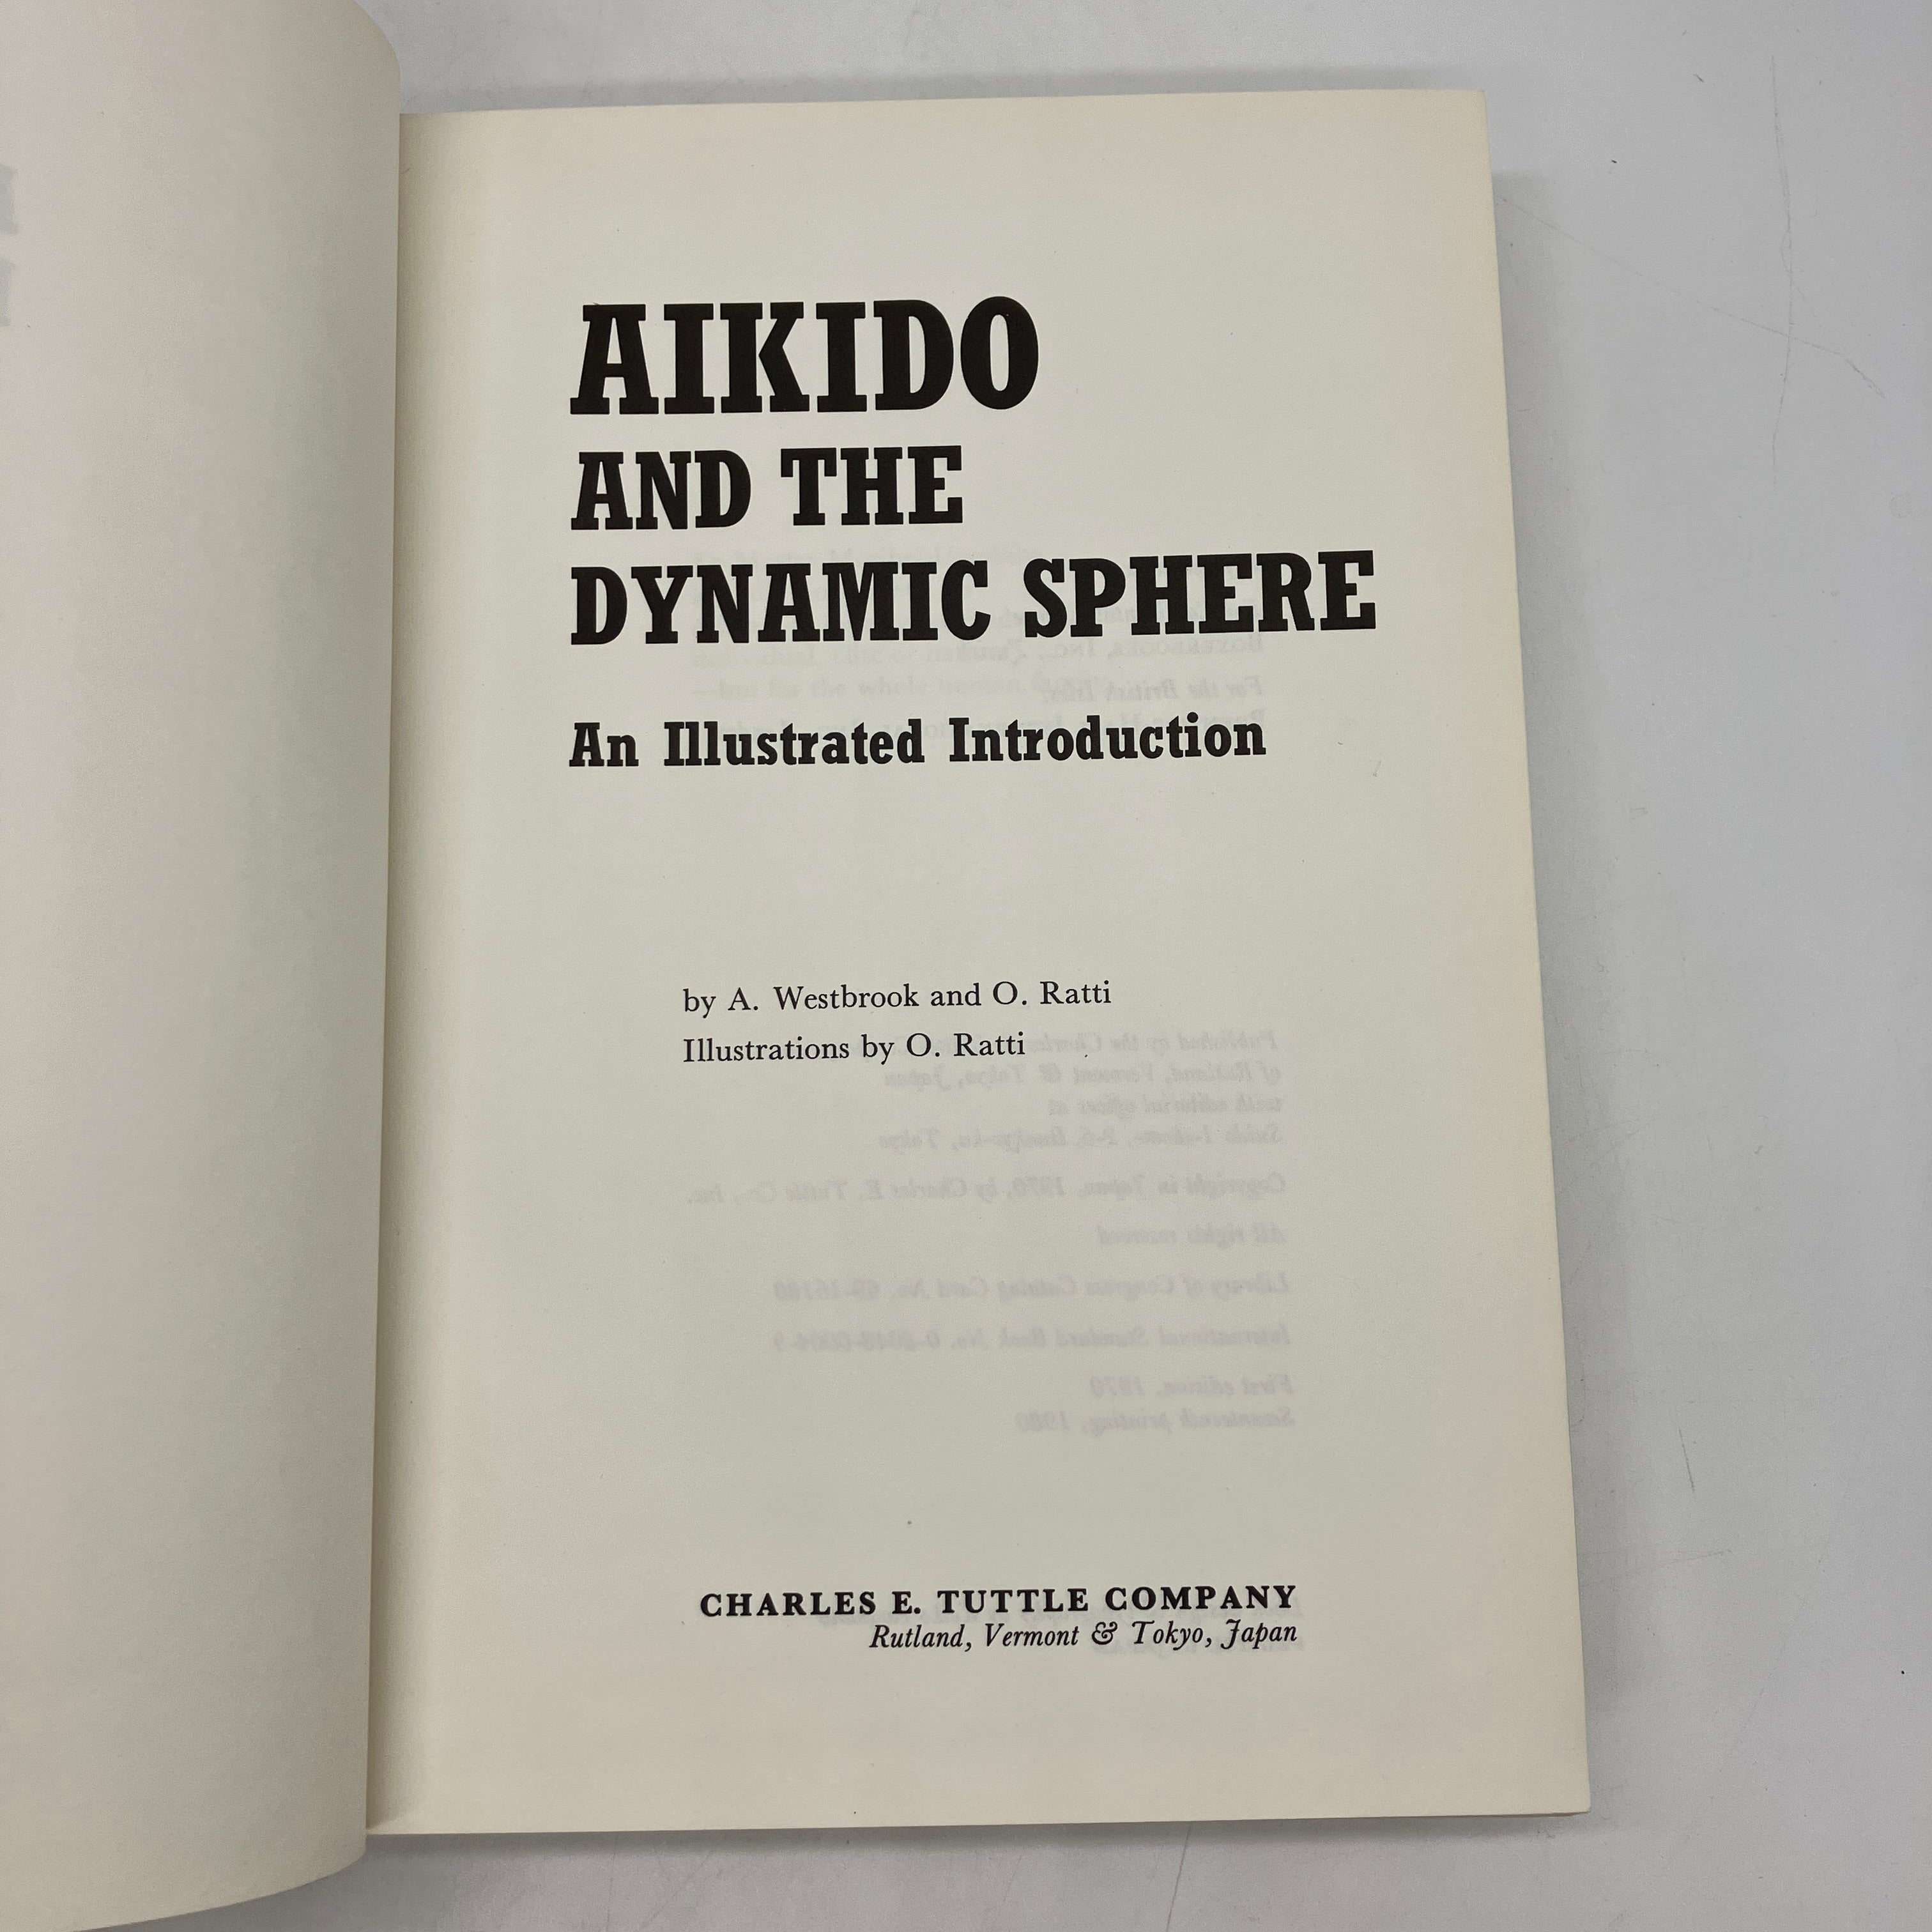 AIKIDO
AND THE
DYNAMIC SPHERE
An Illustrated Introduction
by A. Westbrook and O. Ratti
Illustrations by O. Ratti
CHARLES E. TUTTLE COMPANY
Rutland, Vermont & Tokyo, Japan